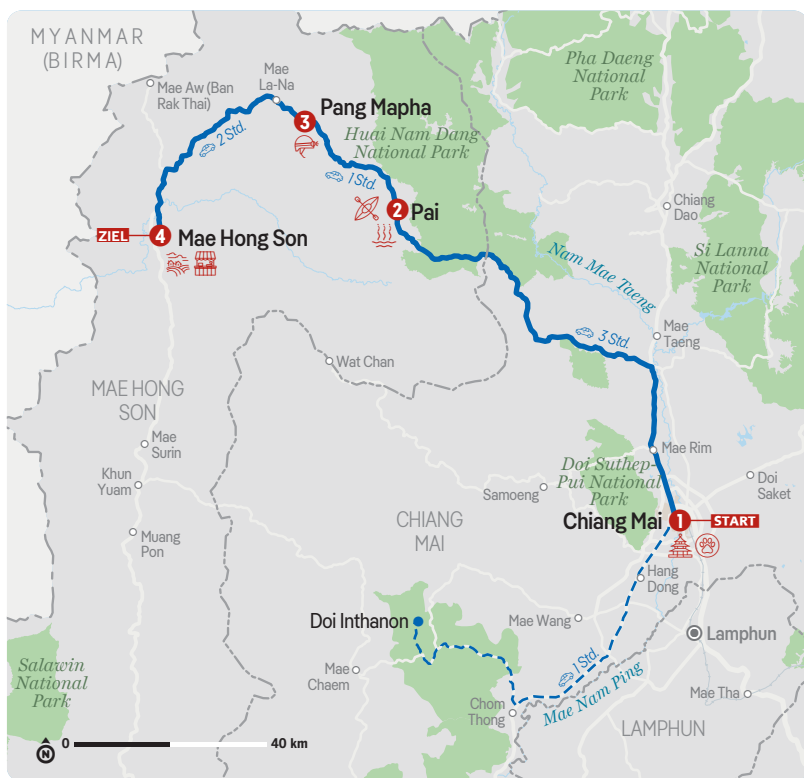 MYANMAR
(BIRMA)
Mae Aw (Ban
Rak Thai)
Mae
La-Na
3
Pang Mapha
Huai Nam Dang
National Park
Pha Daeng
National
Park
2 Std.
1 Std.
2
Pai
Chiang
Dao
ZIEL
4
Mae Hong Son
Si Lanna
National
Park
Nam Mae Taeng
3 Std.
Mae
Taeng
Wat Chan
MAE HONG
SON
Mae
Surin
Khun
Yuam
Muang
Pon
Mae Rim
Doi Suthep-
Pui National
Park
Samoeng
Doi
Saket
CHIANG
MAI
Chiang Mai
1
START
Hang
Dong
Doi Inthanon
Mae Wang
Lamphun
Salawin
National
Park
Mae
Chaem
1 Std.
Mae Nam Ping
Mae Tha
Chom
Thong
LAMPHUN
N
0
40 km